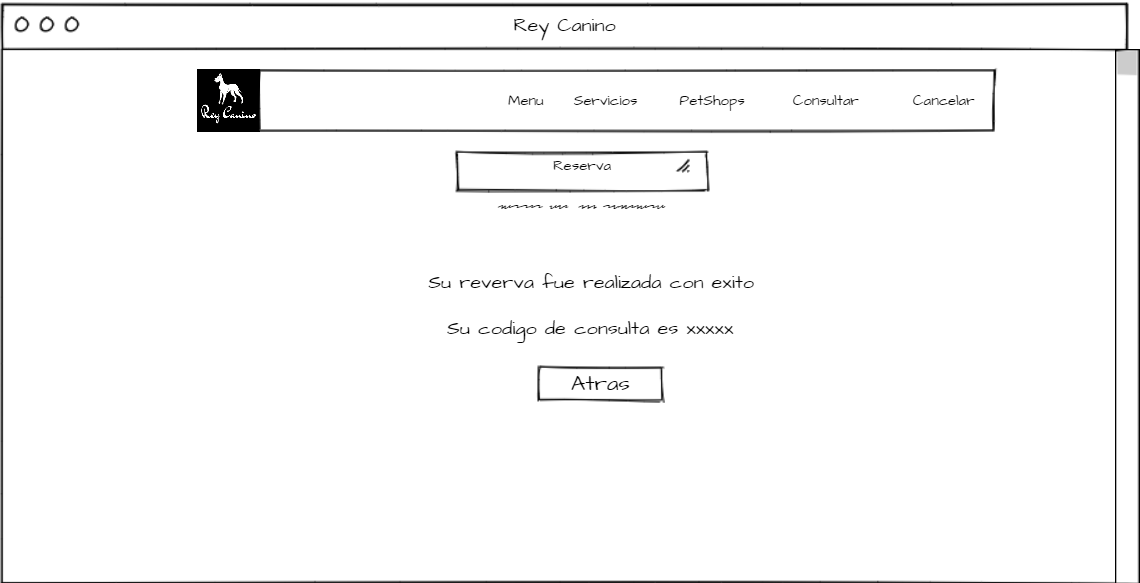 Rey Canino
Rey Canino
Menu Servicios PetShops Consultar Cancelar
Reserva
Su reverva fue realizada con exito
Su codigo de consulta es xxxxx
Atras